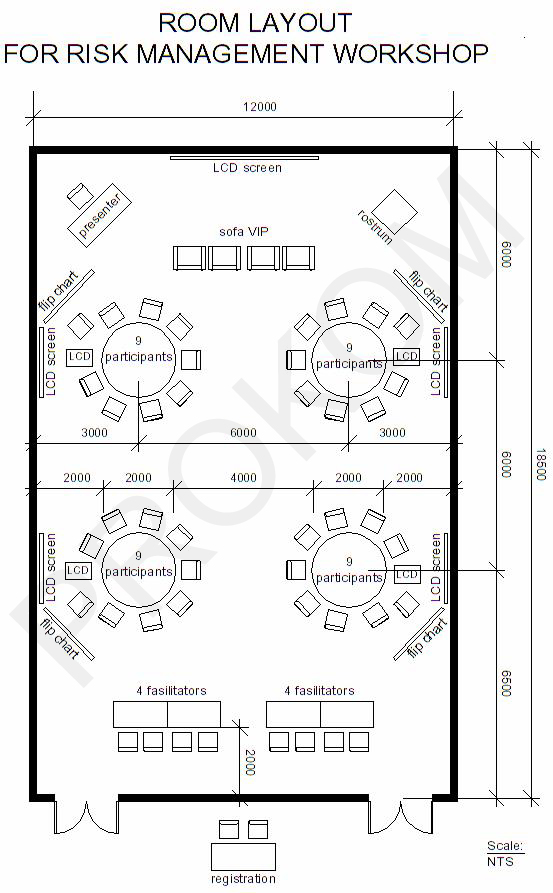 ROOM LAYOUT
FOR RISK MANAGEMENT WORKSHOP
12000
LCD screen
presenter
rostrum
sofa VIP
6000
flip chart
flip chart
LCD screen
LCD
9
participants
9
participants
LCD
LCD screen
PROKOM
3000
6000
3000
6000
18500
2000
2000
4000
2000
2000
LCD screen
LCD
9
participants
9
participants
LCD
LCD screen
flip chart
flip chart
4 fasilitators
4 fasilitators
6500
2000
registration
Scale:
NTS